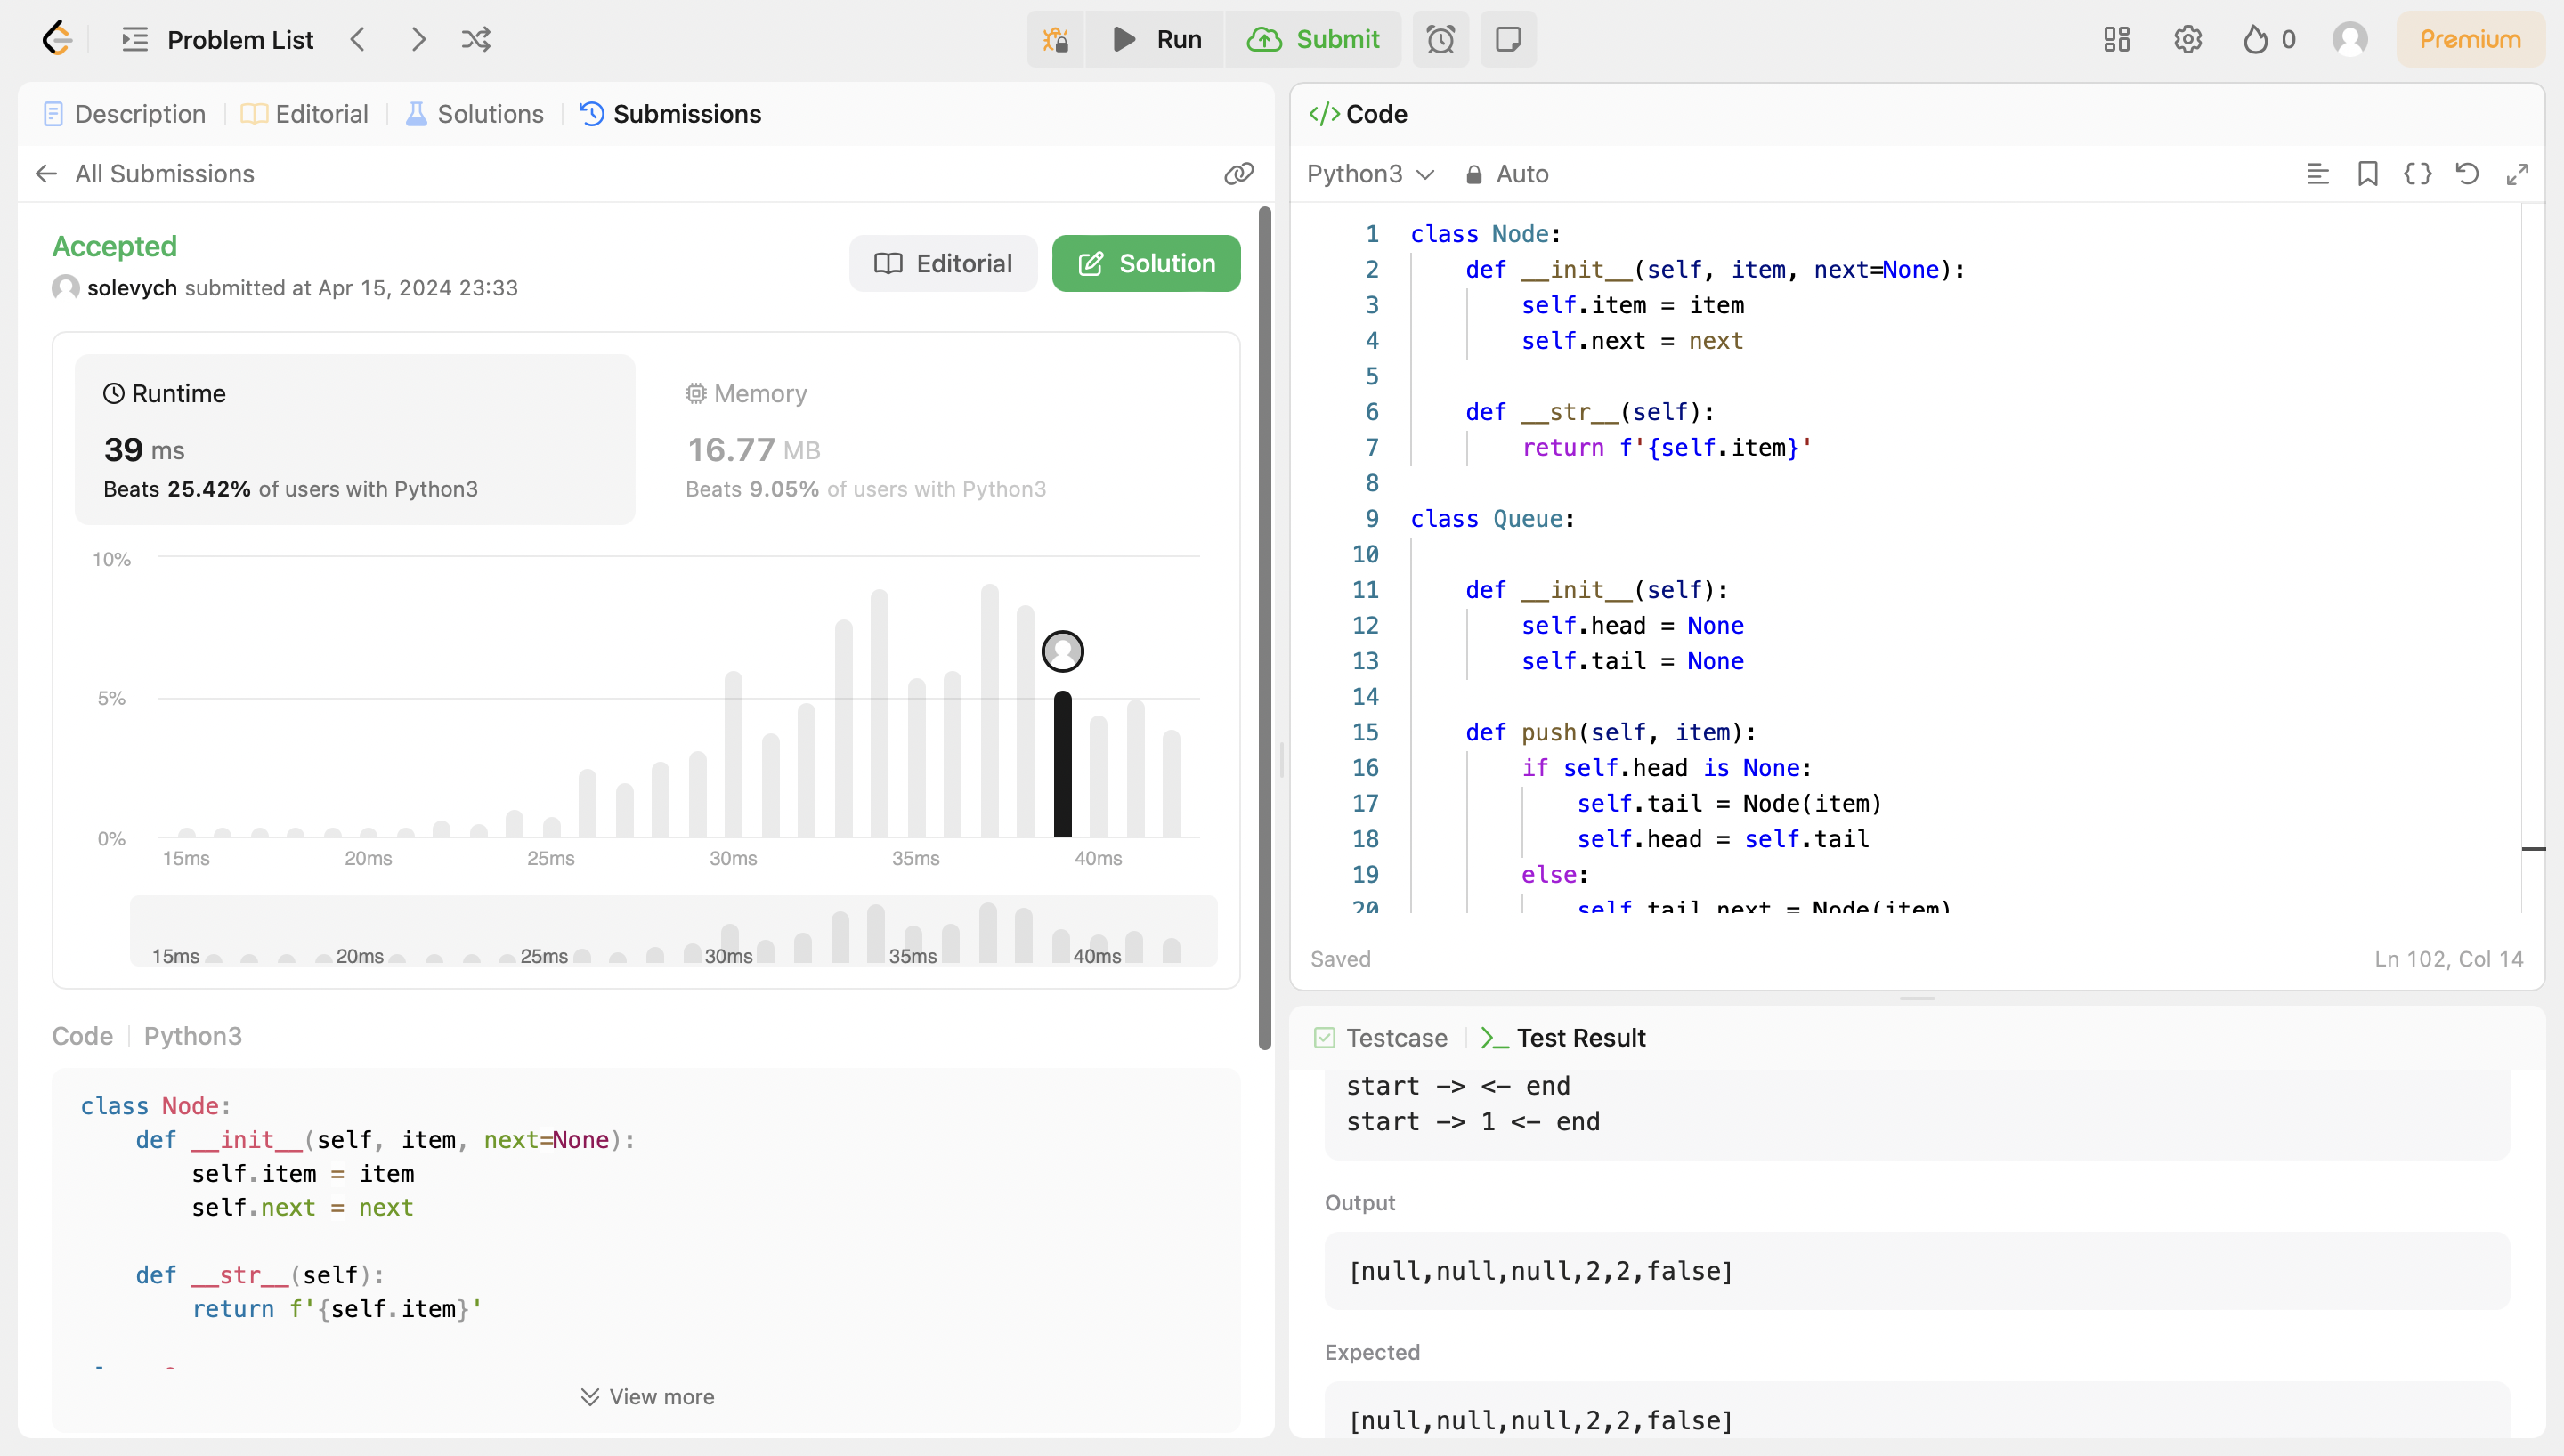 Problem List
Run
Submit
0
Premium
Description
Editorial
Solutions
Submissions
All Submissions
Accepted
solevych submitted at Apr 15, 2024 23:33
Editorial
Solution
Runtime
39 ms
Beats 25.42% of users with Python3
Memory
16.77 MB
Beats 9.05% of users with Python3
10%
5%
0%
15ms 20ms 25ms 30ms 35ms 40ms
15ms 20ms 25ms 30ms 35ms 40ms
Code Python3
class Node:
def __init__(self, item, next=None):
self.item = item
self.next = next
def __str__(self):
return f'{self.item}'
View more
</> Code
Python3
Auto
1 class Node:
2 def __init__(self, item, next=None):
3 self.item = item
4 self.next = next
5
6 def __str__(self):
7 return f'{self.item}'
8
9 class Queue:
10
11 def __init__(self):
12 self.head = None
13 self.tail = None
14
15 def push(self, item):
16 if self.head is None:
17 self.tail = Node(item)
18 self.head = self.tail
19 else:
20 self.tail.next = Node(item)
Saved
Ln 102, Col 14
Testcase
Test Result
start -> <- end
start -> 1 <- end
Output
[null,null,null,2,2,false]
Expected
[null,null,null,2,2,false]